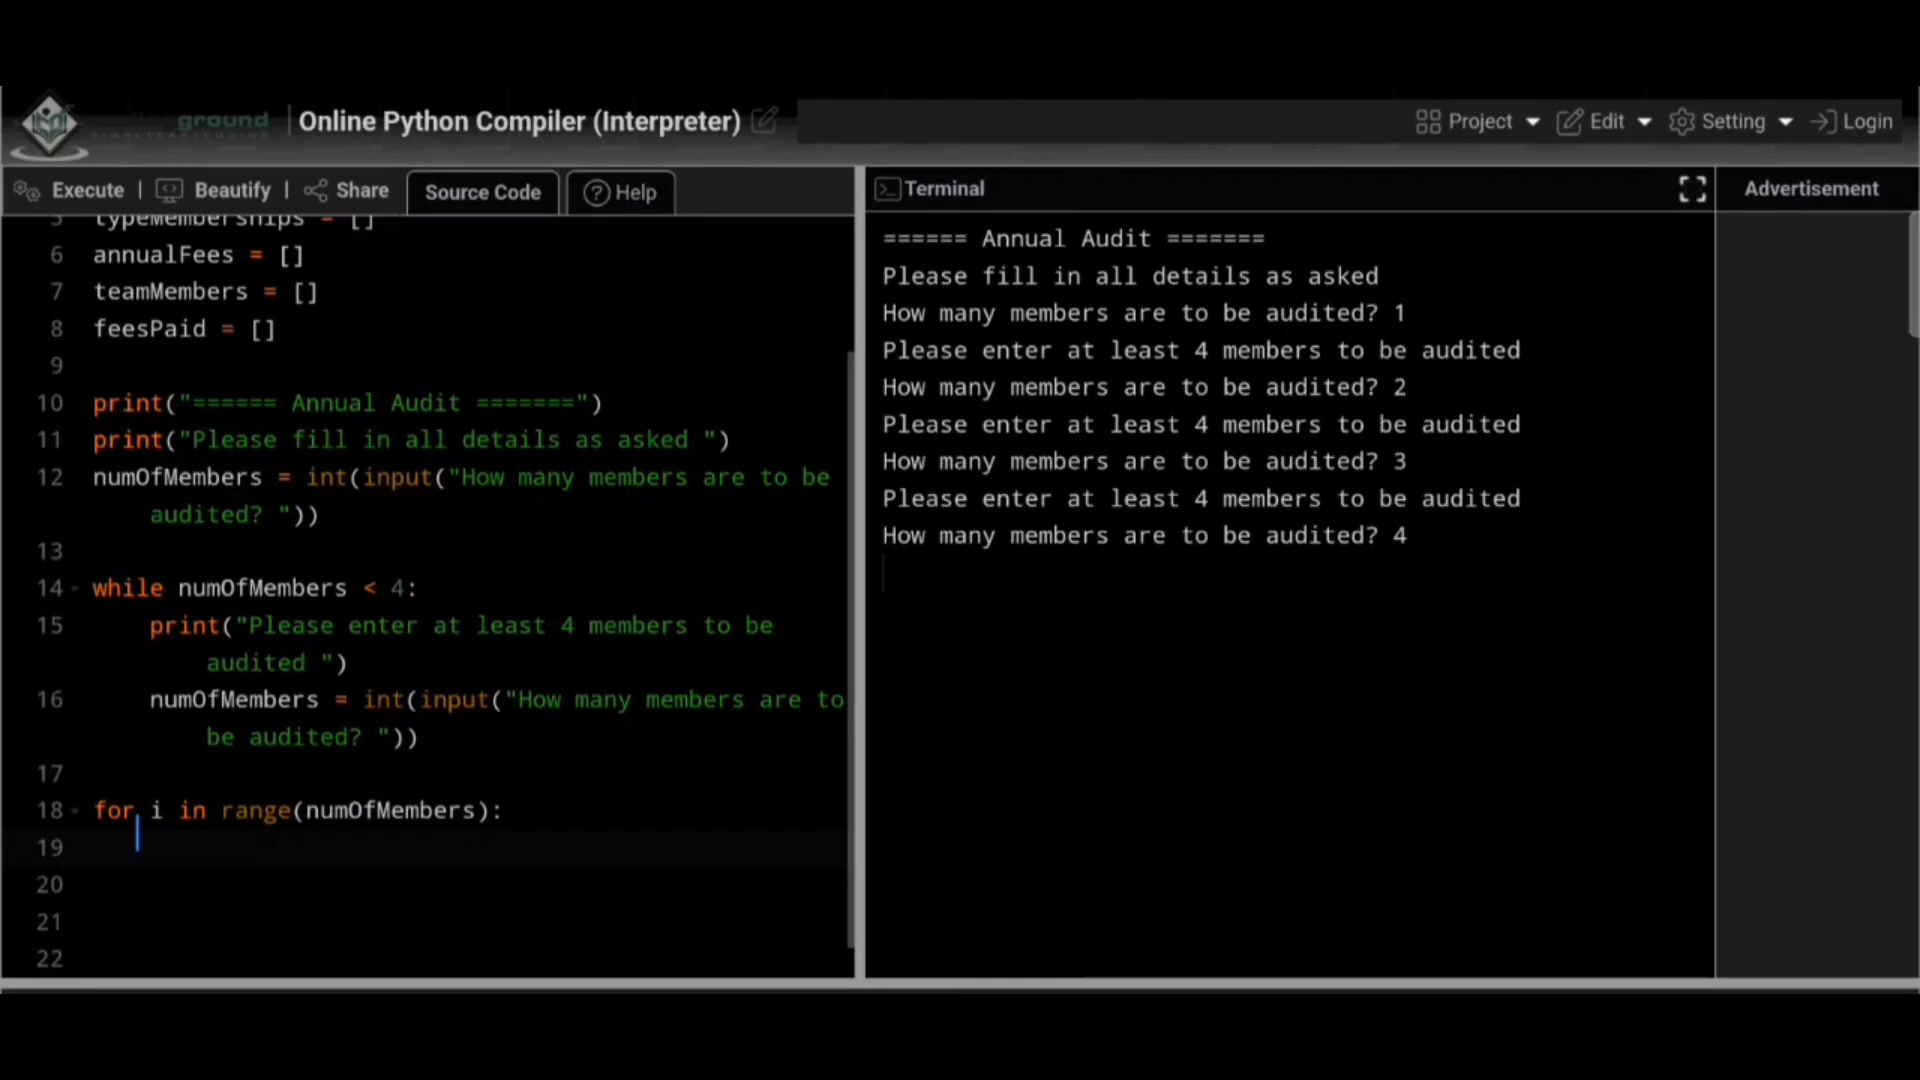 ground
Online Python Compiler (Interpreter)
Project
Edit
Setting
Login
Execute | Beautify | Share
Source Code
Help
5 typeMemberships = []
6 annualFees = []
7 teamMembers = []
8 feesPaid = []
9
10 print("====== Annual Audit =======")
11 print("Please fill in all details as asked ")
12 numOfMembers = int(input("How many members are to be
audited? "))
13
14 while numOfMembers < 4:
15 print("Please enter at least 4 members to be
audited ")
16 numOfMembers = int(input("How many members are to
be audited? "))
17
18 for i in range(numOfMembers):
19
20
21
22
Terminal
====== Annual Audit =======
Please fill in all details as asked
How many members are to be audited? 1
Please enter at least 4 members to be audited
How many members are to be audited? 2
Please enter at least 4 members to be audited
How many members are to be audited? 3
Please enter at least 4 members to be audited
How many members are to be audited? 4
Advertisement